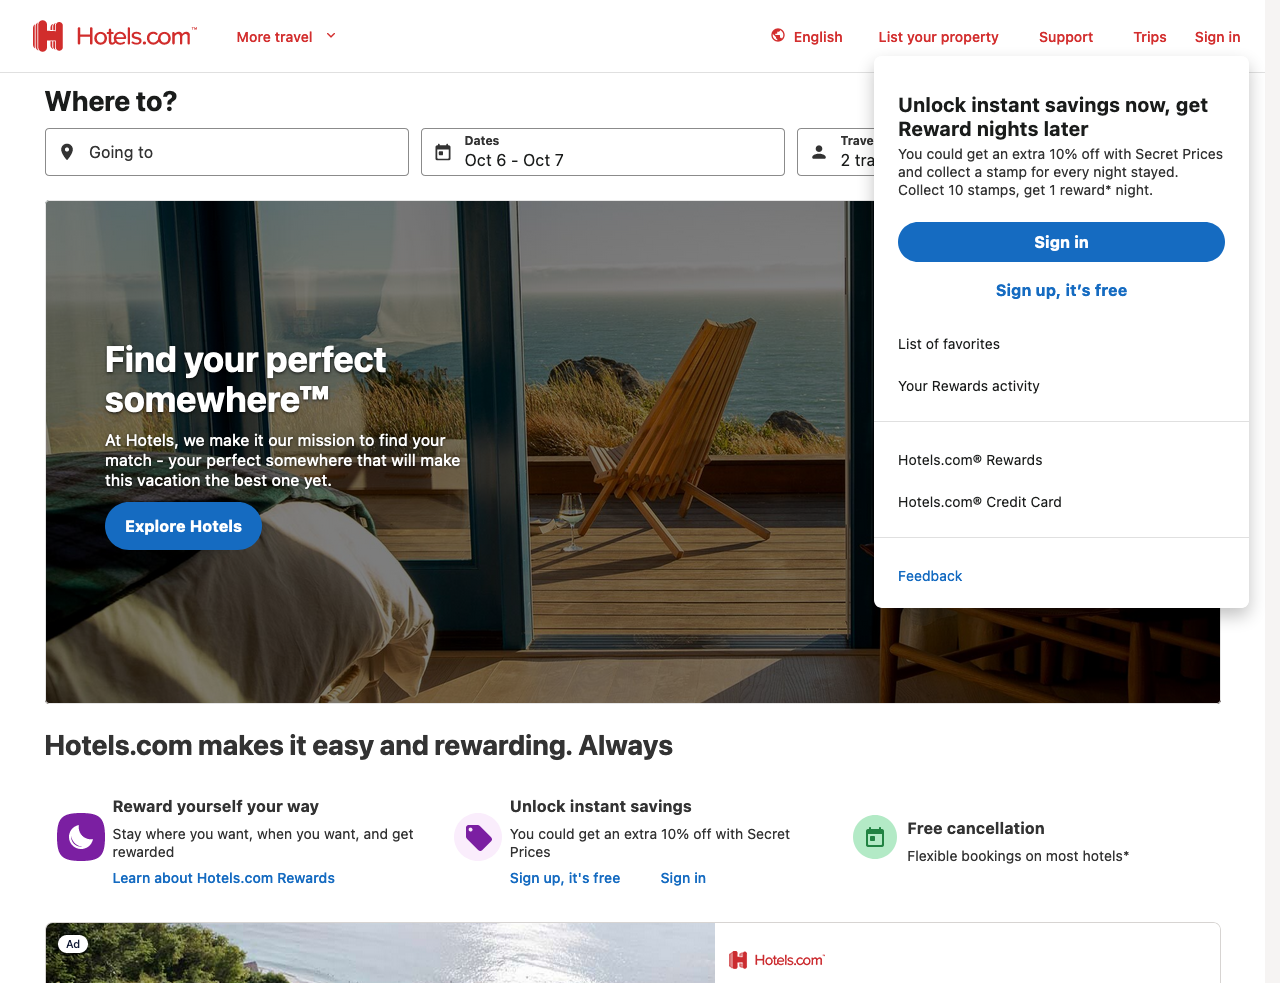 Hotels.com™
More travel
English
List your property
Support
Trips
Sign in
Where to?
Going to
Dates
Oct 6 - Oct 7
Trave
2 tra
Unlock instant savings now, get
Reward nights later
You could get an extra 10% off with Secret Prices
and collect a stamp for every night stayed.
Collect 10 stamps, get 1 reward* night.
Sign in
Sign up, it’s free
List of favorites
Your Rewards activity
Hotels.com® Rewards
Hotels.com® Credit Card
Feedback
Find your perfect
somewhere™
At Hotels, we make it our mission to find your
match - your perfect somewhere that will make
this vacation the best one yet.
Explore Hotels
Hotels.com makes it easy and rewarding. Always
Reward yourself your way
Stay where you want, when you want, and get
rewarded
Learn about Hotels.com Rewards
Unlock instant savings
You could get an extra 10% off with Secret
Prices
Sign up, it's free
Sign in
Free cancellation
Flexible bookings on most hotels*
Ad
Hotels.com